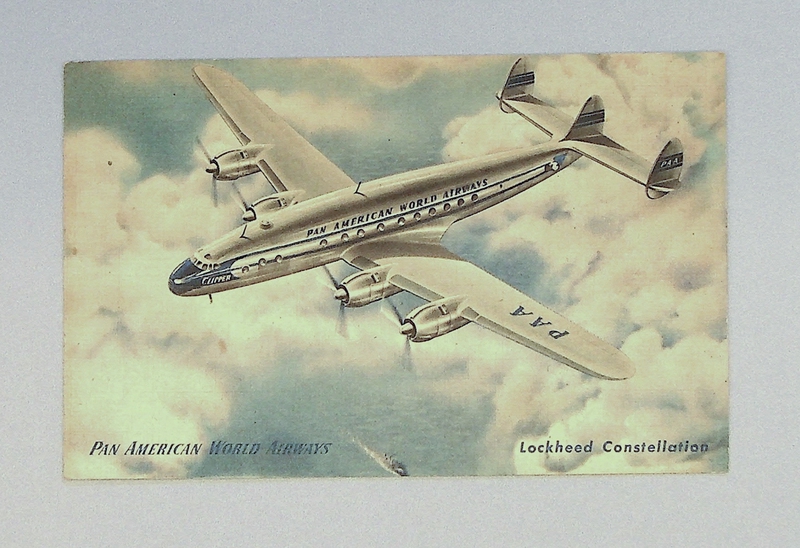 PAA
PAN AMERICAN WORLD AIRWAYS
CLIPPER
PAA
PAN AMERICAN WORLD AIRWAYS
Lockheed Constellation